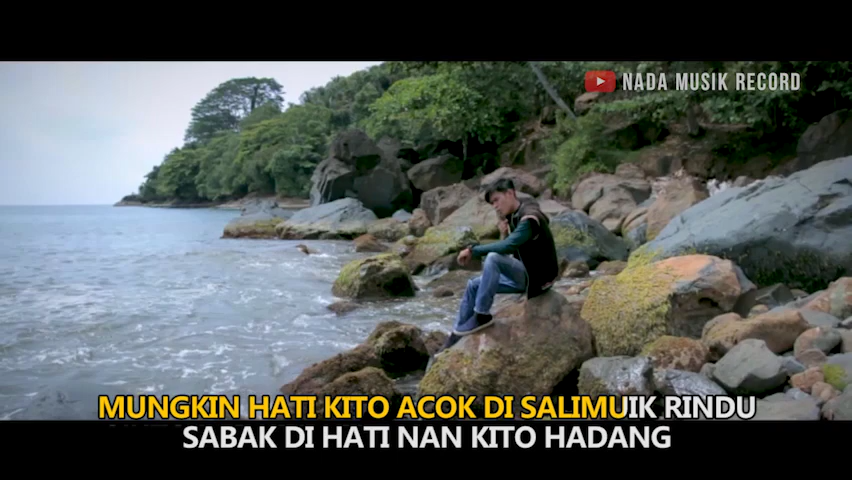 NADA MUSIK RECORD
MUNGKIN HATI KITO ACOK DI SALIMUIK RINDU
SABAK DI HATI NAN KITO HADANG